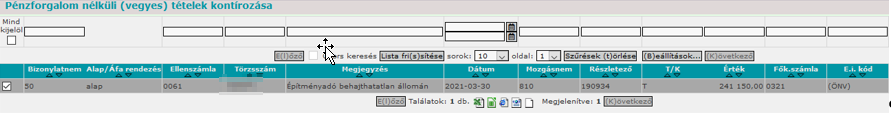 Pénzforgalom nélküli (vegyes) tételek kontírozása
Mind
kijelöl
E(l)őző rs keresés Lista fri(s)sítése sorok: 10 oldal: 1 Szűrések (t)örlése (B)eállítások... (K)övetkező
Bizonylatnem Alap/Áfa rendezés Ellenszámla Törzsszám Megjegyzés Dátum Mozgásnem Részletező T/K Érték Fők.számla E.i. kód
50 alap 0061 Építményadó behajthatatlan állomán 2021-03-30 810 190934 T 241 150.00 0321 (ÖNV)
E(l)őző Találatok: 1 db. Megjelenítve: 1 (K)övetkező